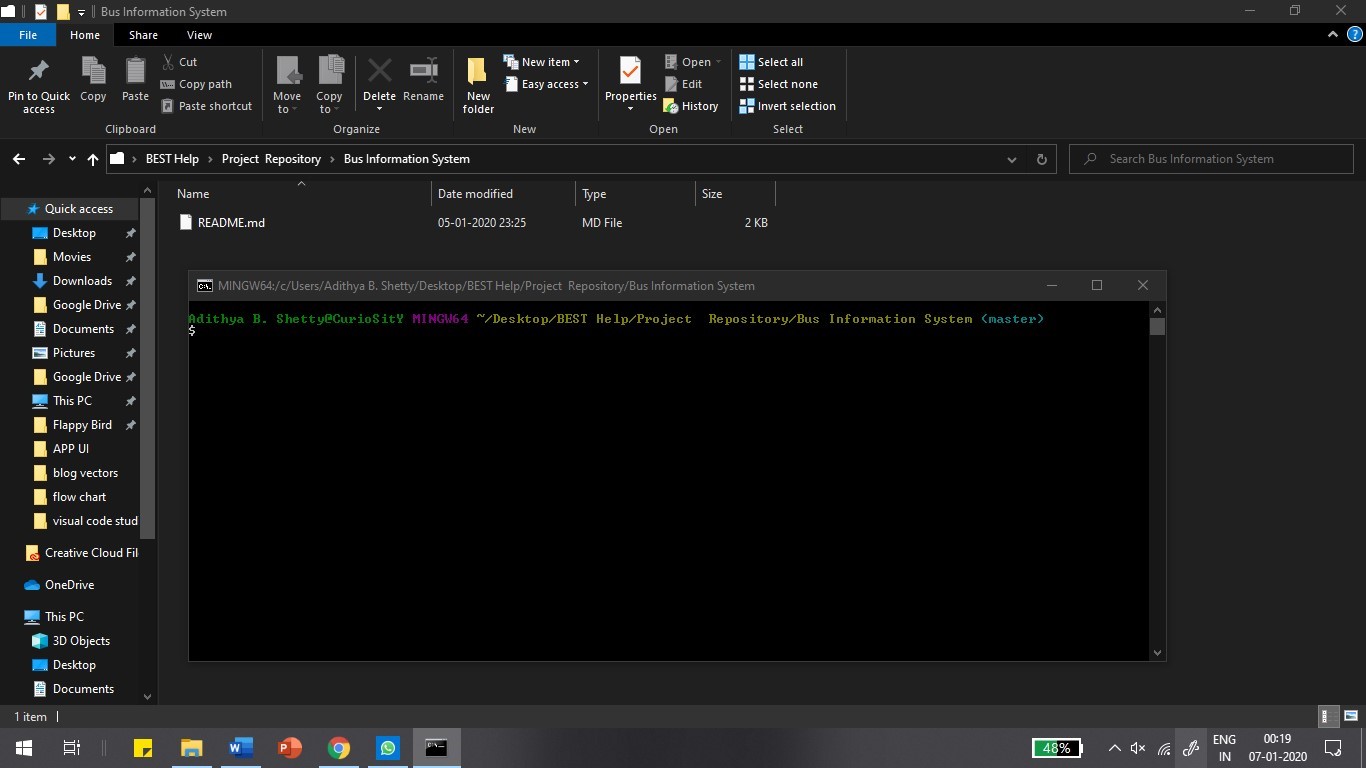 Bus Information System
File Home Share View
Pin to Quick access
Copy
Paste
Cut
Copy path
Paste shortcut
Clipboard
Move to
Copy to
Delete
Rename
Organize
New folder
New item
Easy access
New
Properties
Open
Edit
History
Open
Select all
Select none
Invert selection
Select
BEST Help › Project  Repository › Bus Information System
Search Bus Information System
Name Date modified Type Size
README.md 05-01-2020 23:25 MD File 2 KB
Quick access
Desktop
Movies
Downloads
Google Drive
Documents
Pictures
Google Drive
This PC
Flappy Bird
APP UI
blog vectors
flow chart
visual code stud
Creative Cloud Fil
OneDrive
This PC
3D Objects
Desktop
Documents
MINGW64:/c/Users/Adithya B. Shetty/Desktop/BEST Help/Project  Repository/Bus Information System
Adithya B. Shetty@CurioSitY MINGW64 ~/Desktop/BEST Help/Project  Repository/Bus Information System (master)
$
1 item
48%
ENG
IN
00:19
07-01-2020